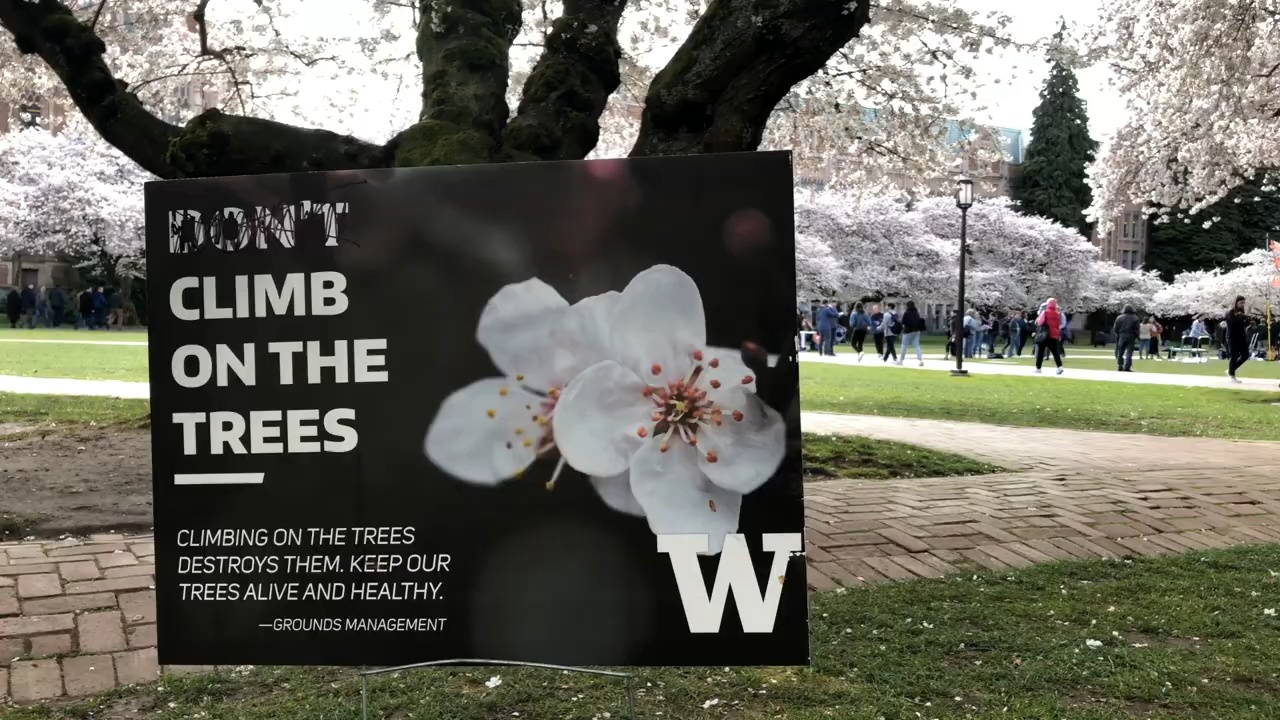 DON'T
CLIMB
ON THE
TREES
CLIMBING ON THE TREES
DESTROYS THEM. KEEP OUR
TREES ALIVE AND HEALTHY.
—GROUNDS MANAGEMENT
W